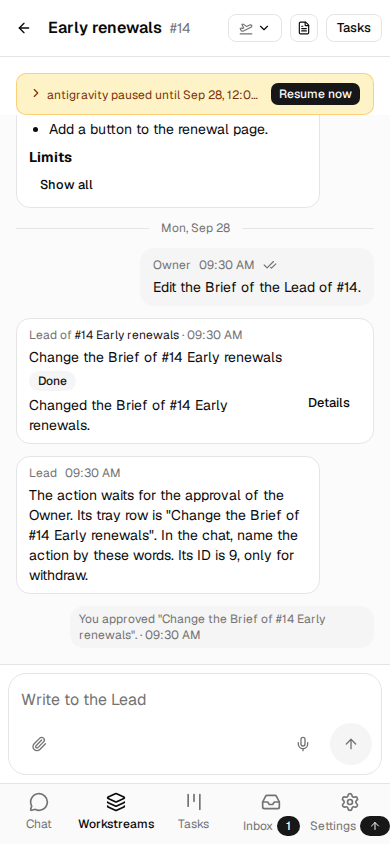 Early renewals #14
Tasks
antigravity paused until Sep 28, 12:0...
Resume now
Add a button to the renewal page.
Limits
Show all
Mon, Sep 28
Owner 09:30 AM
Edit the Brief of the Lead of #14.
Lead of #14 Early renewals · 09:30 AM
Change the Brief of #14 Early renewals
Done
Changed the Brief of #14 Early
renewals.
Details
Lead 09:30 AM
The action waits for the approval of the
Owner. Its tray row is "Change the Brief of
#14 Early renewals". In the chat, name the
action by these words. Its ID is 9, only for
withdraw.
You approved "Change the Brief of #14 Early
renewals". · 09:30 AM
Write to the Lead
Chat
Workstreams
Tasks
Inbox 1
Settings